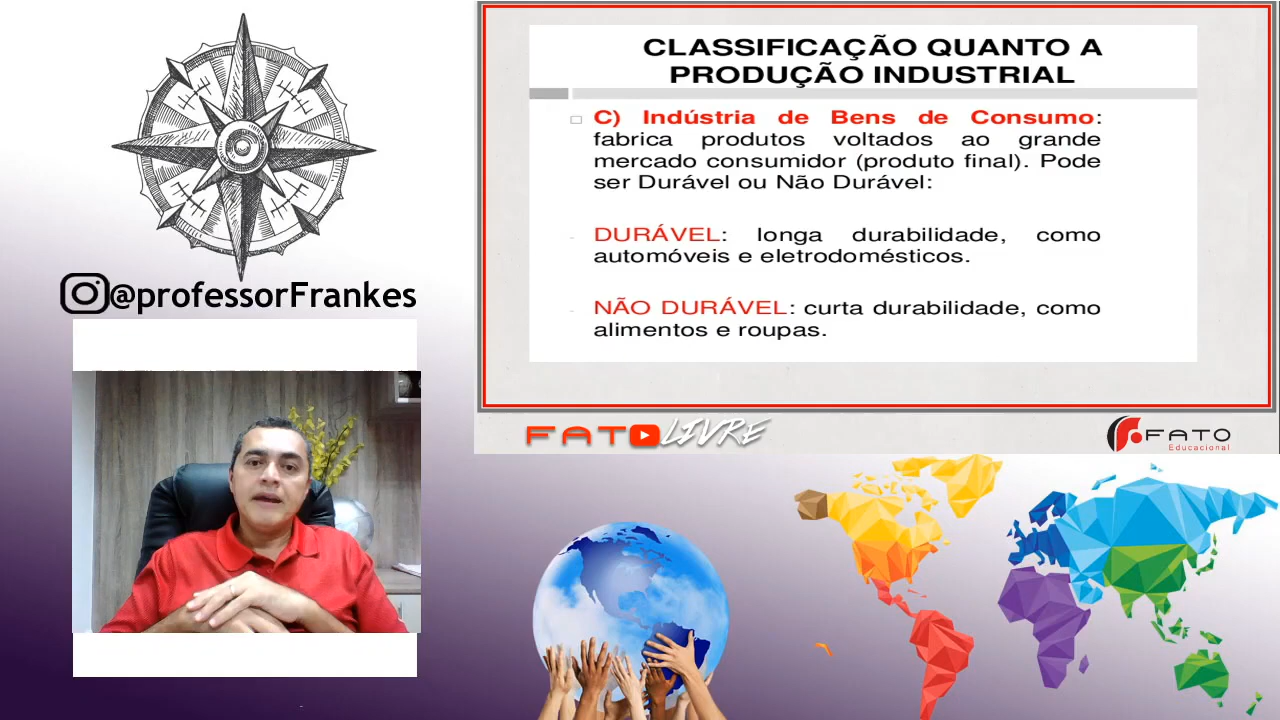 CLASSIFICAÇÃO QUANTO A
PRODUÇÃO INDUSTRIAL
C) Indústria de Bens de Consumo:
fabrica produtos voltados ao grande
mercado consumidor (produto final). Pode
ser Durável ou Não Durável:
- DURÁVEL: longa durabilidade, como
automóveis e eletrodomésticos.
- NÃO DURÁVEL: curta durabilidade, como
alimentos e roupas.
@professorFrankes
FATO LIVRE
FATO
Educacional